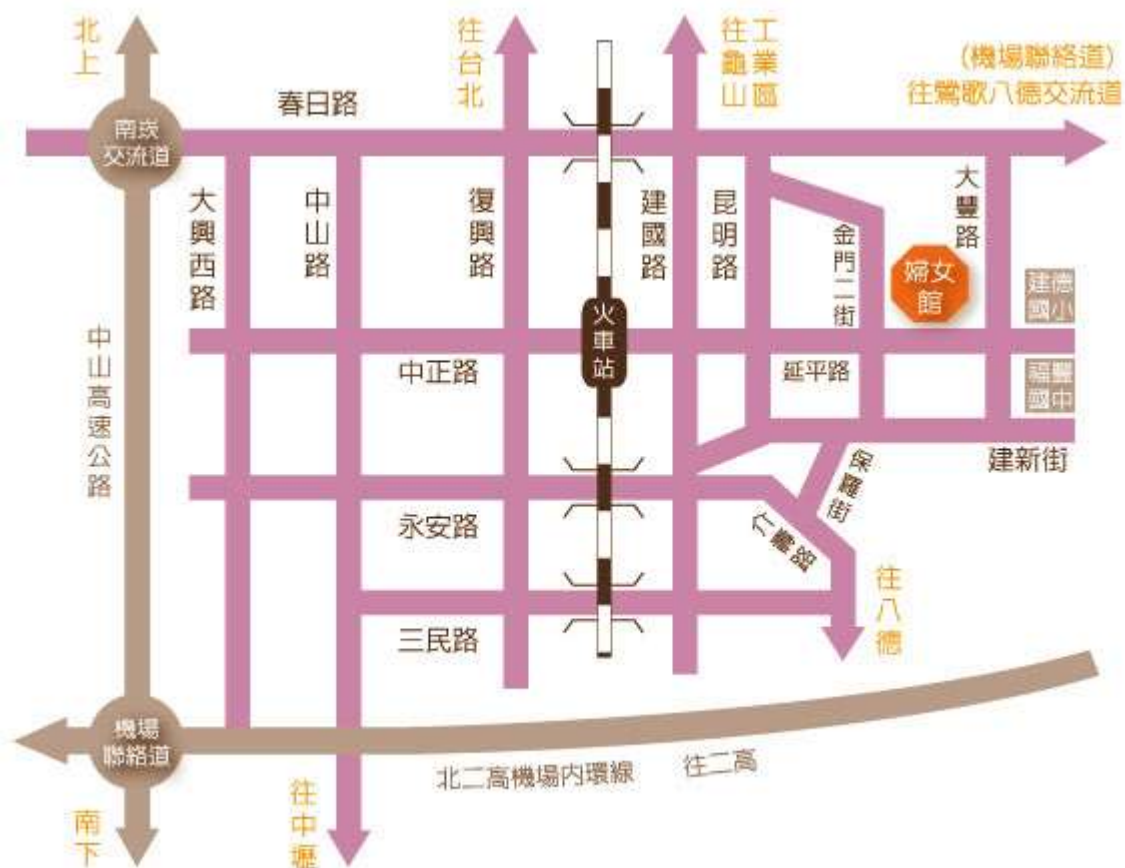 北上
往台北
往龜山
工業區
(機場聯絡道)
往鶯歌八德交流道
春日路
南崁
交流道
大興西路
中山路
復興路
建國路
昆明路
金門二街
大豐路
婦女
館
建德
國小
火車站
中山高速公路
中正路
延平路
福豐
國中
建新街
保羅街
永安路
介壽路
往八德
三民路
機場
聯絡道
北二高機場內環線
往二高
南下
往中壢